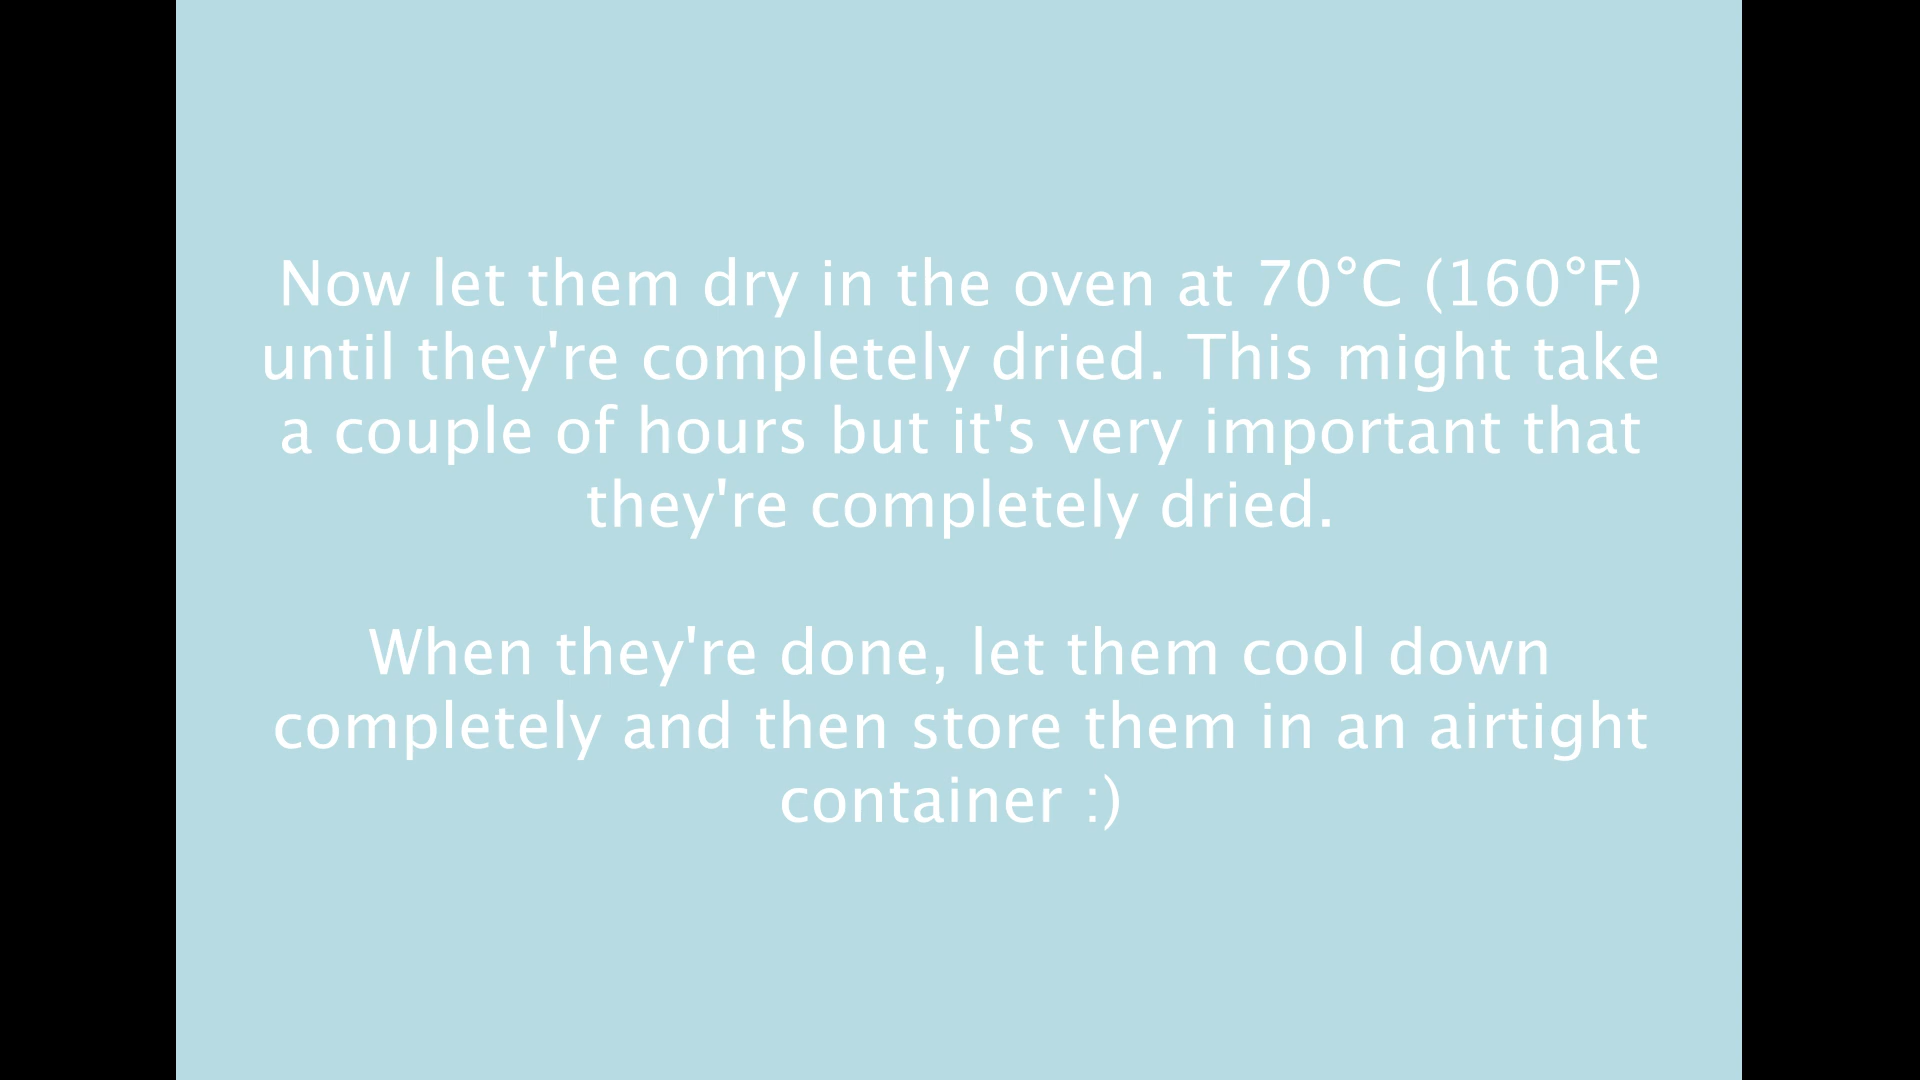 Now let them dry in the oven at 70°C (160°F)
until they're completely dried. This might take
a couple of hours but it's very important that
they're completely dried.
When they're done, let them cool down
completely and then store them in an airtight
container :)